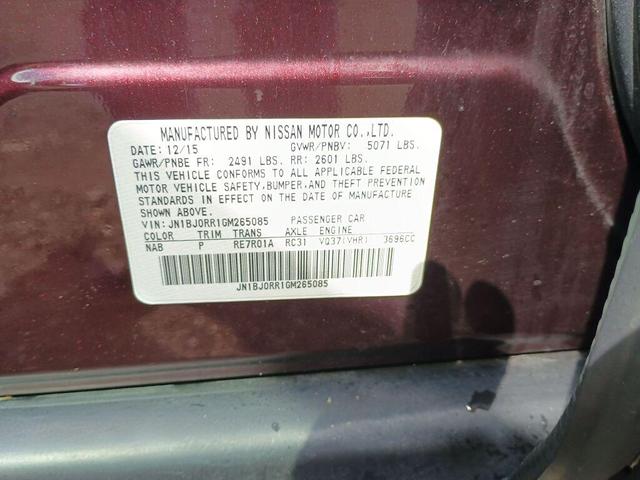 MANUFACTURED BY NISSAN MOTOR CO.,LTD.
DATE: 12/15 GVWR/PNBV: 5071 LBS.
GAWR/PNBE FR: 2491 LBS. RR: 2601 LBS.
THIS VEHICLE CONFORMS TO ALL APPLICABLE FEDERAL
MOTOR VEHICLE SAFETY,BUMPER,AND THEFT PREVENTION
STANDARDS IN EFFECT ON THE DATE OF MANUFACTURE
SHOWN ABOVE.
VIN: JN1BJ0RR1GM265085 PASSENGER CAR
COLOR TRIM TRANS AXLE ENGINE
NAB P RE7R01A RC31 VQ37(VHR) 3696CC
JN1BJ0RR1GM265085